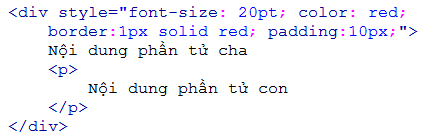 <div style="font-size: 20pt; color: red;
border:1px solid red; padding:10px;">
Nội dung phần tử cha
<p>
Nội dung phần tử con
</p>
</div>